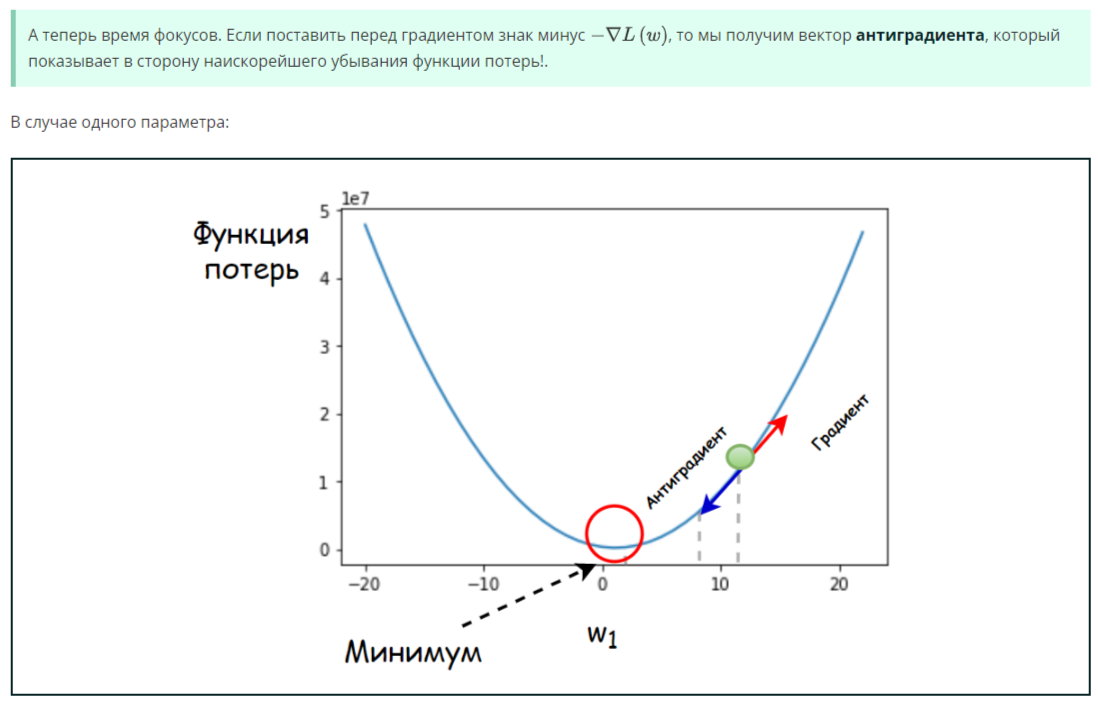 А теперь время фокусов. Если поставить перед градиентом знак минус −∇L (w), то мы получим вектор антиградиента, который
показывает в сторону наискорейшего убывания функции потерь!.
В случае одного параметра:
1e7
Функция
потерь
5
4
3
2
1
0
Антиградиент
Градиент
−20
−10
0
10
20
w1
Минимум